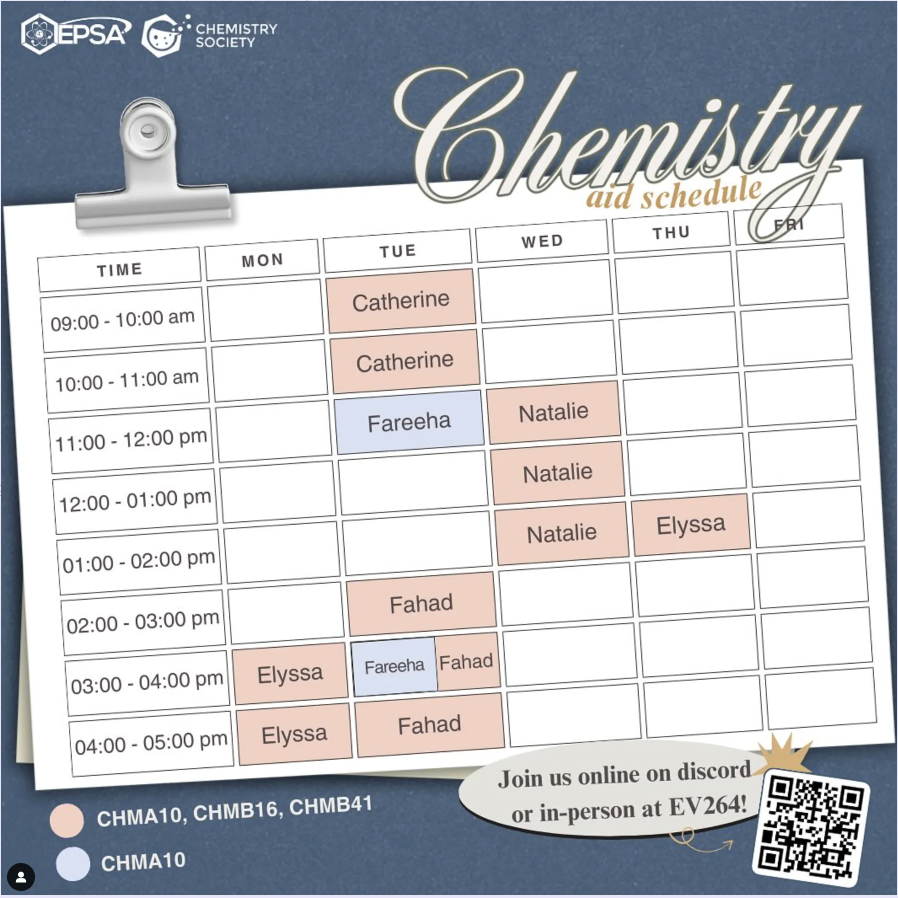 EPSA
CHEMISTRY
SOCIETY
Chemistry
aid schedule
TIME MON TUE WED THU FRI
09:00 - 10:00 am Catherine
10:00 - 11:00 am Catherine
11:00 - 12:00 pm Fareeha Natalie
12:00 - 01:00 pm Natalie
01:00 - 02:00 pm Natalie Elyssa
02:00 - 03:00 pm Fahad
03:00 - 04:00 pm Elyssa Fareeha Fahad
04:00 - 05:00 pm Elyssa Fahad
Join us online on discord
or in-person at EV264!
CHMA10, CHMB16, CHMB41
CHMA10